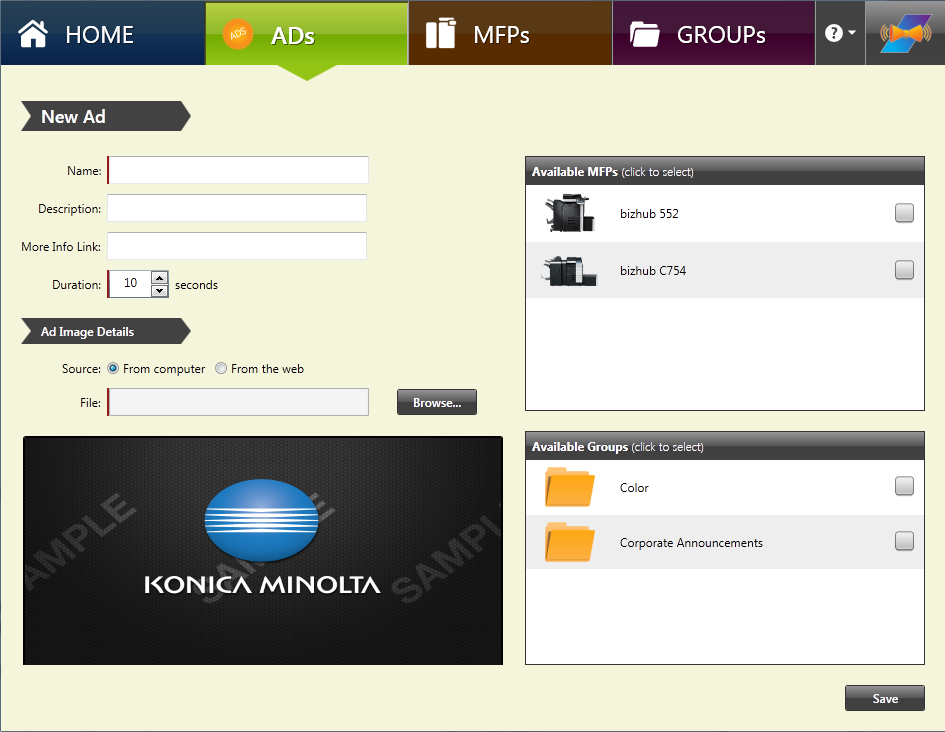 HOME
ADS
ADs
MFPs
GROUPs
?
New Ad
Name:
Description:
More Info Link:
Duration: 10 seconds
Ad Image Details
Source: From computer From the web
File: Browse...
SAMPLE SAMPLE SAMPLE
KONICA MINOLTA
Available MFPs (click to select)
bizhub 552
bizhub C754
Available Groups (click to select)
Color
Corporate Announcements
Save